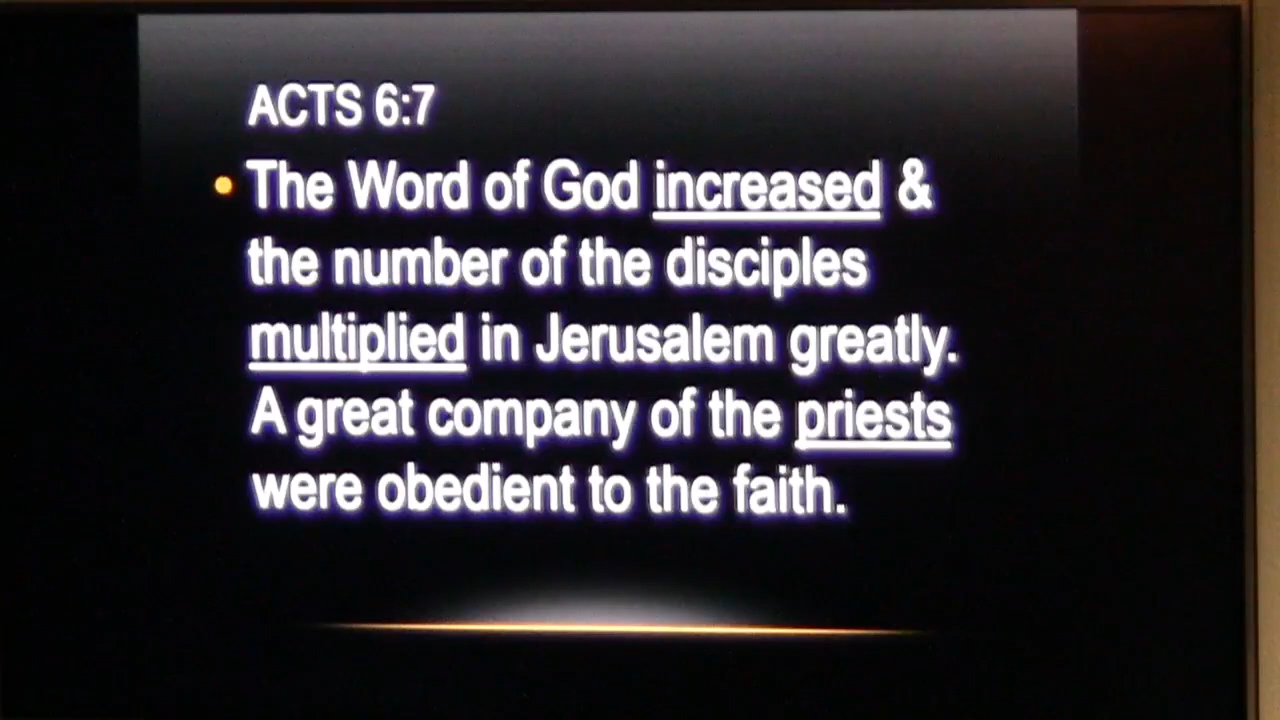 ACTS 6:7
• The Word of God increased &
the number of the disciples
multiplied in Jerusalem greatly.
A great company of the priests
were obedient to the faith.